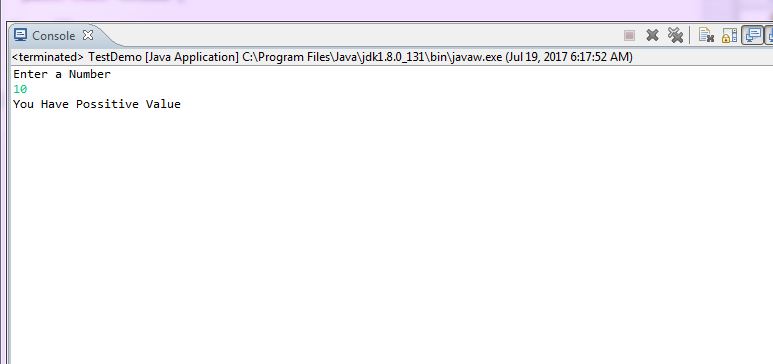 Console
<terminated> TestDemo [Java Application] C:\Program Files\Java\jdk1.8.0_131\bin\javaw.exe (Jul 19, 2017 6:17:52 AM)
Enter a Number
10
You Have Possitive Value